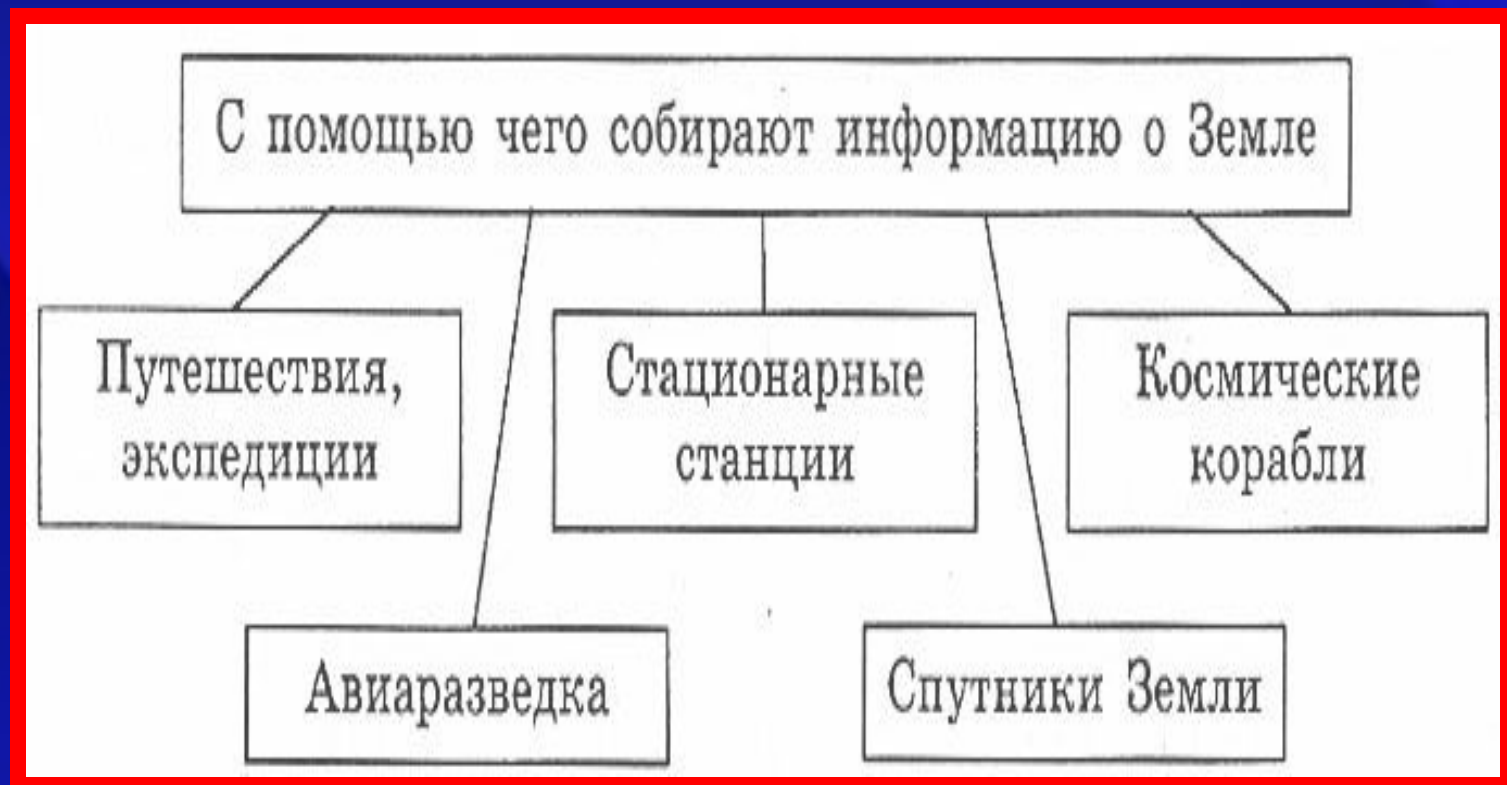 С помощью чего собирают информацию о Земле
Путешествия,
экспедиции
Стационарные
станции
Космические
корабли
Авиаразведка
Спутники Земли